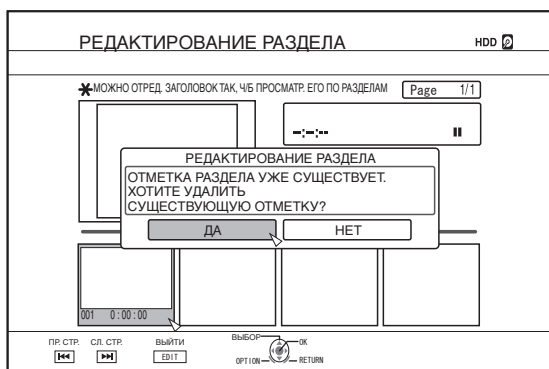 РЕДАКТИРОВАНИЕ РАЗДЕЛА HDD
МОЖНО ОТРЕД. ЗАГОЛОВОК ТАК, Ч/Б ПРОСМАТР. ЕГО ПО РАЗДЕЛАМ Page 1/1
–:–:––
РЕДАКТИРОВАНИЕ РАЗДЕЛА
ОТМЕТКА РАЗДЕЛА УЖЕ СУЩЕСТВУЕТ.
ХОТИТЕ УДАЛИТЬ
СУЩЕСТВУЮЩУЮ ОТМЕТКУ?
ДА НЕТ
001 0:00:00
ПР. СТР. СЛ. СТР. ВЫЙТИ ВЫБОР OK
EDIT OPTION RETURN